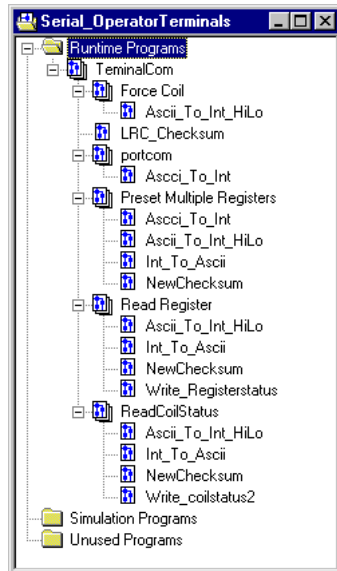 Serial_OperatorTerminals
Runtime Programs
TeminalCom
Force Coil
Ascii_To_Int_HiLo
LRC_Checksum
portcom
Ascci_To_Int
Preset Multiple Registers
Ascci_To_Int
Ascii_To_Int_HiLo
Int_To_Ascii
NewChecksum
Read Register
Ascii_To_Int_HiLo
Int_To_Ascii
NewChecksum
Write_Registerstatus
ReadCoilStatus
Ascii_To_Int_HiLo
Int_To_Ascii
NewChecksum
Write_coilstatus2
Simulation Programs
Unused Programs